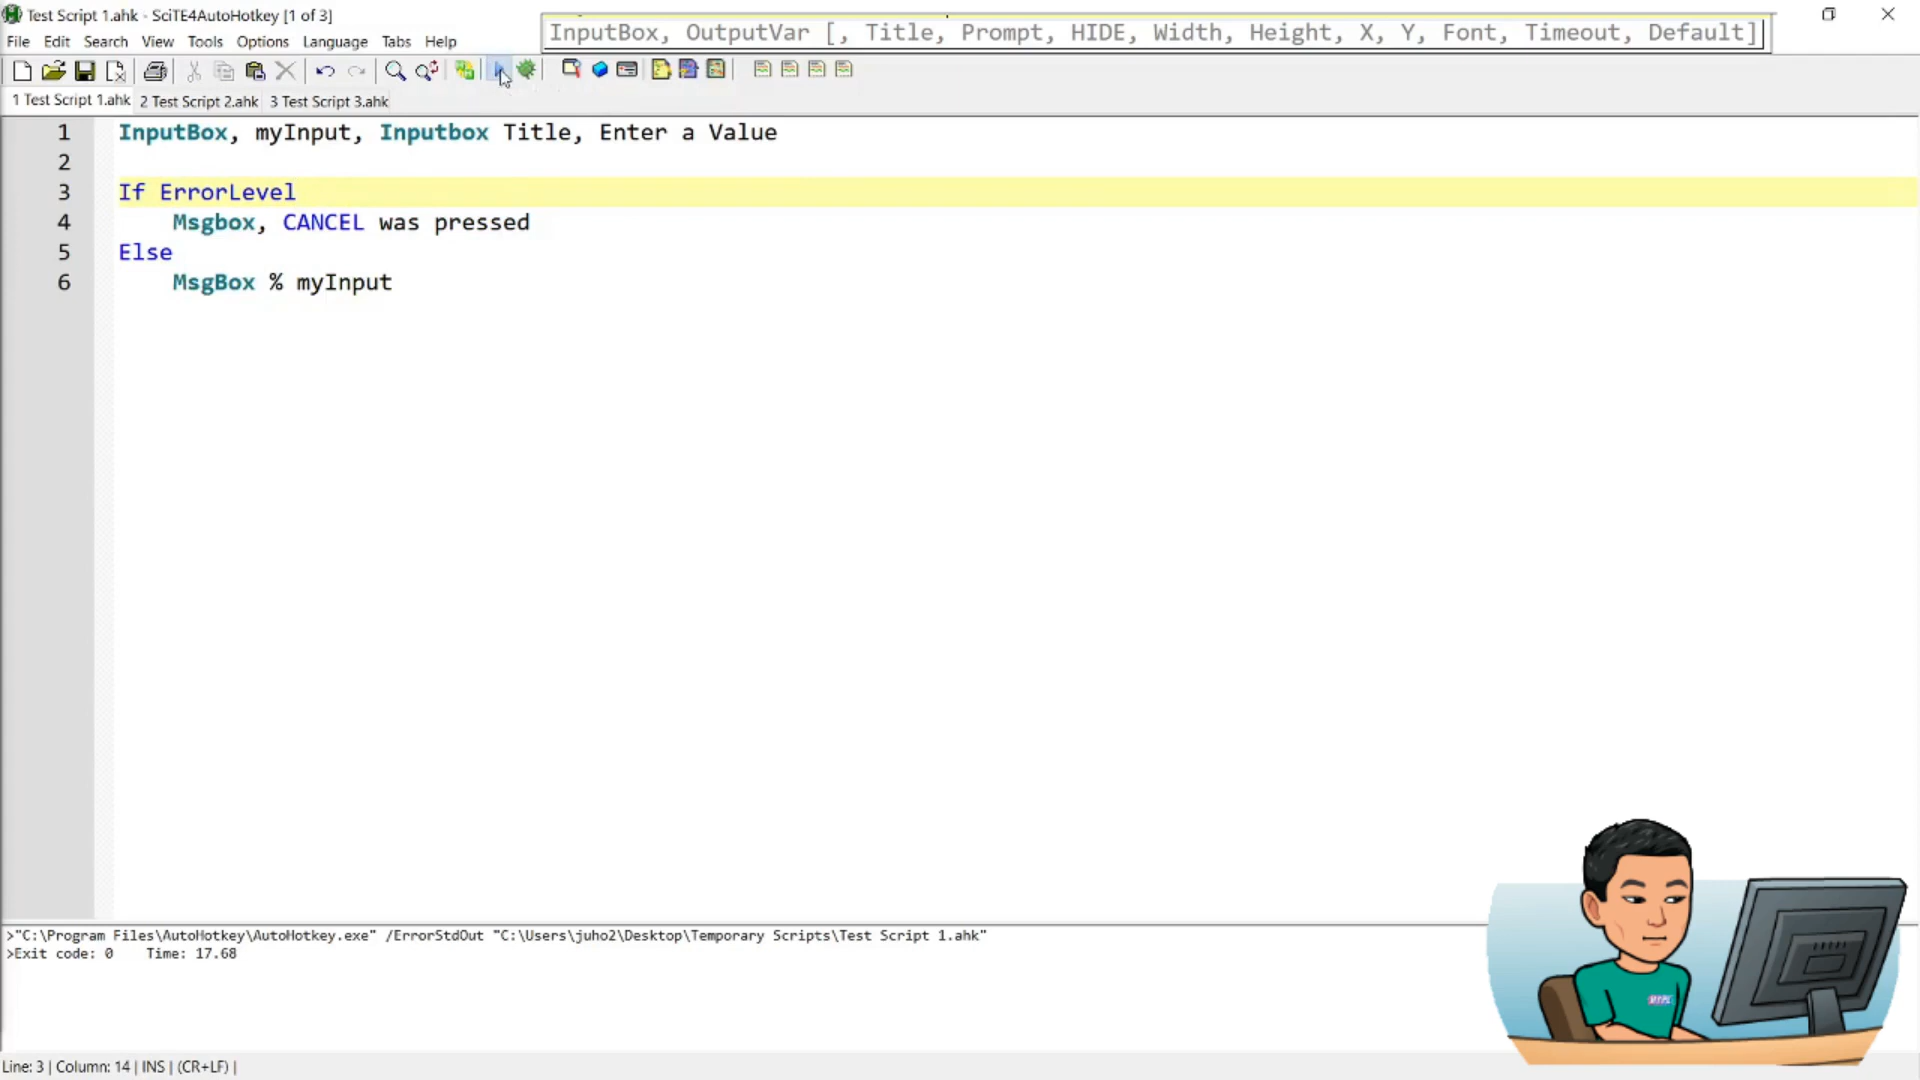 Test Script 1.ahk - SciTE4AutoHotkey [1 of 3]
File Edit Search View Tools Options Language Tabs Help
InputBox, OutputVar [, Title, Prompt, HIDE, Width, Height, X, Y, Font, Timeout, Default]
1 Test Script 1.ahk 2 Test Script 2.ahk 3 Test Script 3.ahk
1 InputBox, myInput, Inputbox Title, Enter a Value
2
3 If ErrorLevel
4 Msgbox, CANCEL was pressed
5 Else
6 MsgBox % myInput
>"C:\Program Files\AutoHotkey\AutoHotkey.exe" /ErrorStdOut "C:\Users\juho2\Desktop\Temporary Scripts\Test Script 1.ahk"
>Exit code: 0 Time: 17.68
Line: 3 | Column: 14 | INS | (CR+LF) |